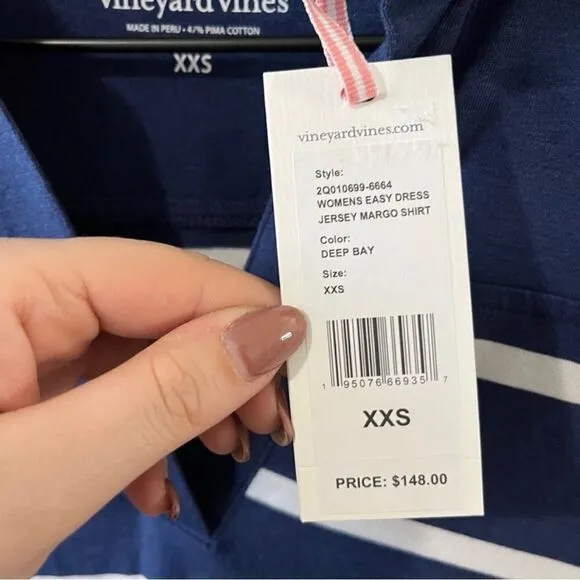 vineyard vines
MADE IN PERU • 47% PIMA COTTON
XXS
vineyardvines.com
Style:
2Q010699-6664
WOMENS EASY DRESS
JERSEY MARGO SHIRT
Color:
DEEP BAY
Size:
XXS
1 95076 66935 7
XXS
PRICE: $148.00